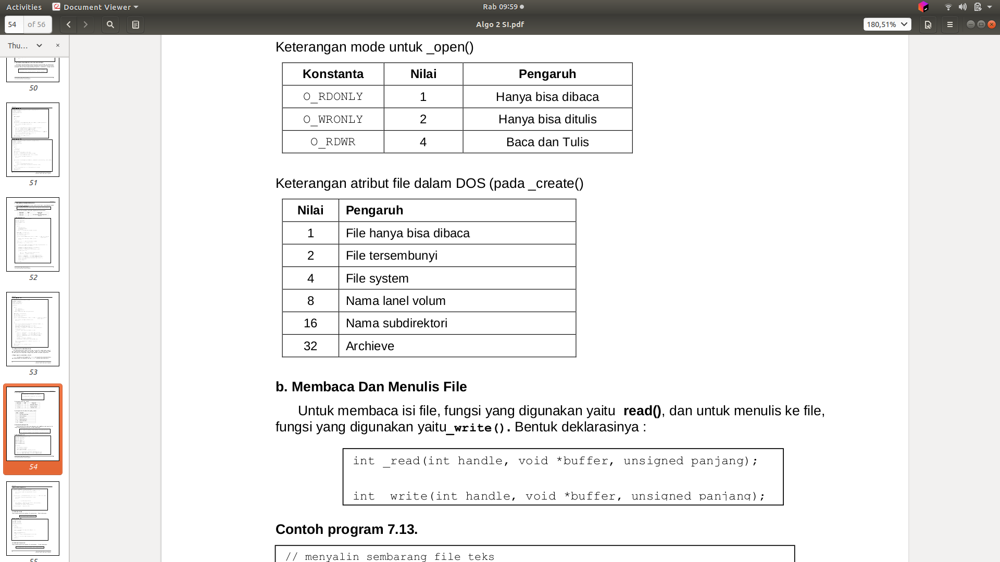 Activities
Document Viewer
Rab 09:59
54 of 56
Algo 2 SI.pdf
180,51%
Thu...
50
51
52
53
54
55
Keterangan mode untuk _open()
Konstanta Nilai Pengaruh
O_RDONLY 1 Hanya bisa dibaca
O_WRONLY 2 Hanya bisa ditulis
O_RDWR 4 Baca dan Tulis
Keterangan atribut file dalam DOS (pada _create()
Nilai Pengaruh
1 File hanya bisa dibaca
2 File tersembunyi
4 File system
8 Nama lanel volum
16 Nama subdirektori
32 Archieve
b. Membaca Dan Menulis File
Untuk membaca isi file, fungsi yang digunakan yaitu read(), dan untuk menulis ke file,
fungsi yang digunakan yaitu_write(). Bentuk deklarasinya :
int _read(int handle, void *buffer, unsigned panjang);
int write(int handle, void *buffer, unsigned panjang);
Contoh program 7.13.
// menyalin sembarang file teks